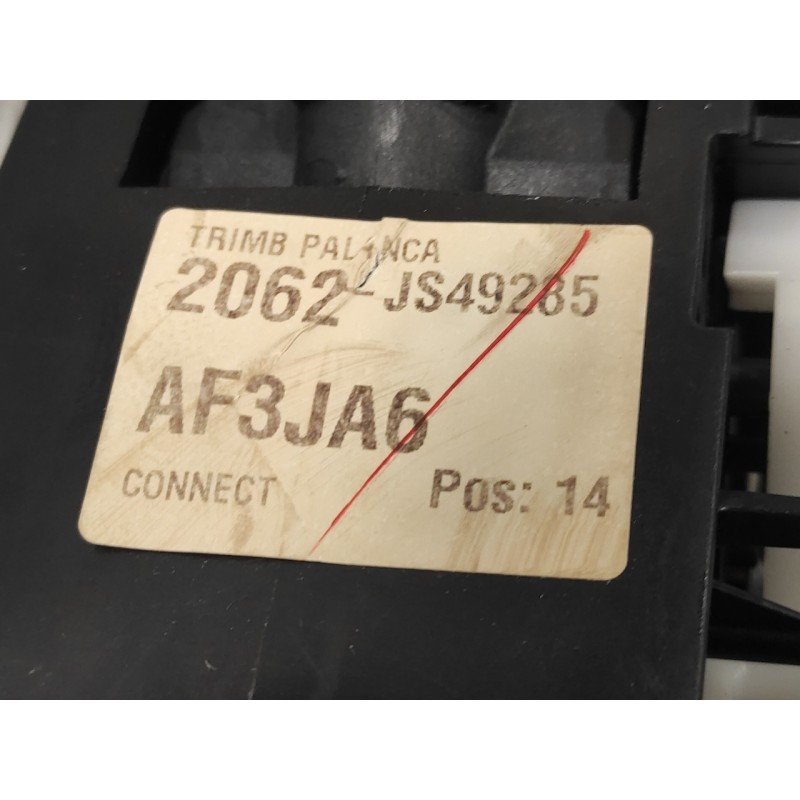 TRIMB PALANCA
2062-JS49285
AF3JA6
CONNECT Pos: 14